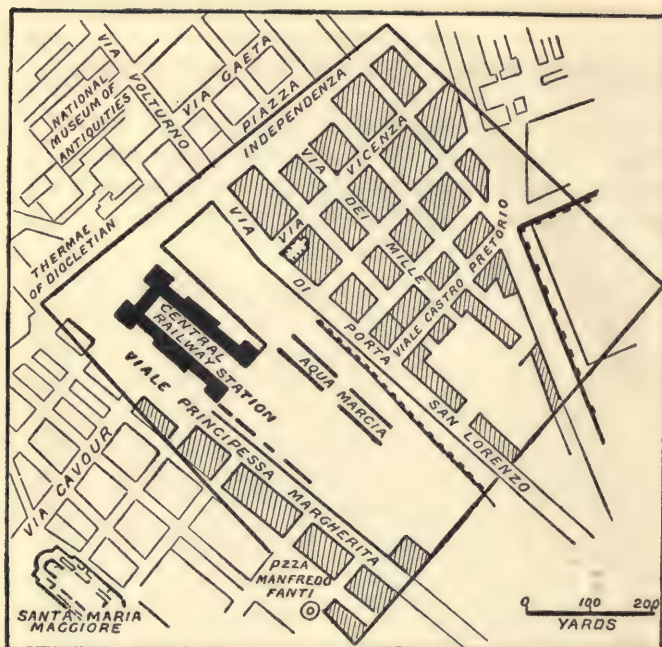 VIA VOLTURNO
VIA GAETA
PIAZZA
INDEPENDENZA
NATIONAL
MUSEUM OF
ANTIQUITIES
VIA VICENZA
VIA DEI MILLE
THERMAE
OF DIOCLETIAN
VIA DI PORTA SAN LORENZO
VIALE CASTRO PRETORIO
CENTRAL
RAILWAY STATION
AQUA MARCIA
VIALE PRINCIPESSA MARGHERITA
VIA CAVOUR
PZZA
MANFREDO
FANTI
SANTA MARIA
MAGGIORE
0 100 200
YARDS